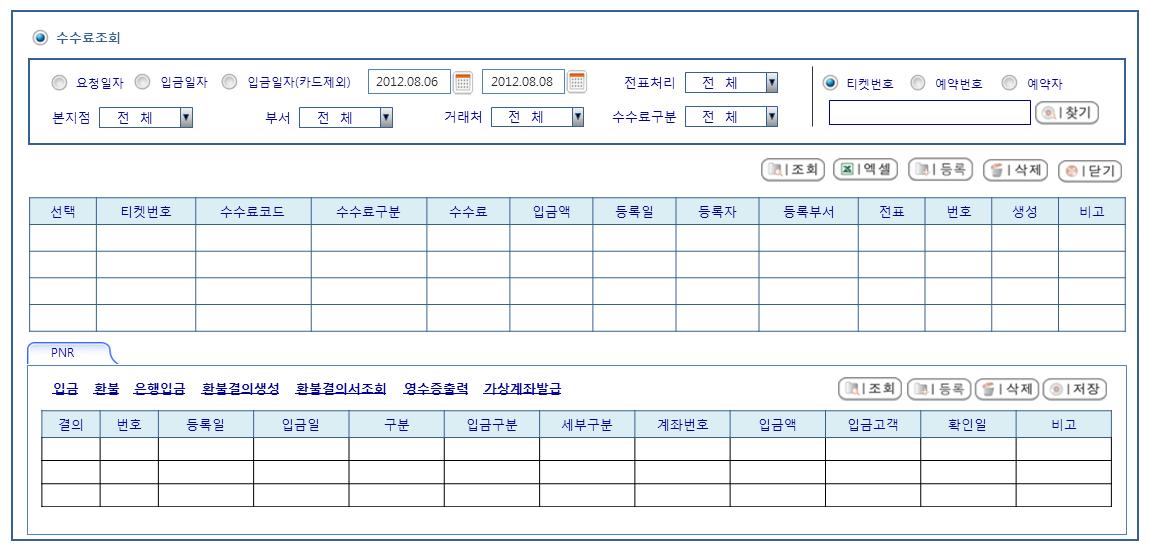 수수료조회
요청일자 입금일자 입금일자(카드제외) 2012.08.06 2012.08.08 전표처리 전 체 티켓번호 예약번호 예약자
본지점 전 체 부서 전 체 거래처 전 체 수수료구분 전 체 찾기
조회 엑셀 등록 삭제 닫기
선택 티켓번호 수수료코드 수수료구분 수수료 입금액 등록일 등록자 등록부서 전표 번호 생성 비고
PNR
입금 환불 은행입금 환불결의생성 환불결의서조회 영수증출력 가상계좌발급 조회 등록 삭제 저장
결의 번호 등록일 입금일 구분 입금구분 세부구분 계좌번호 입금액 입금고객 확인일 비고